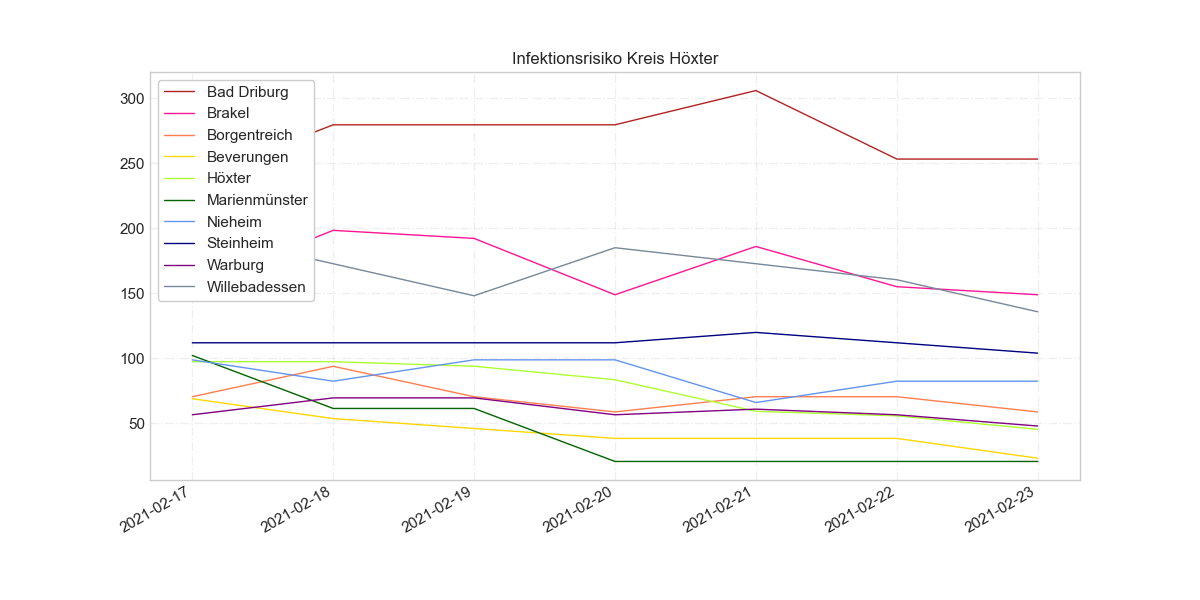 Infektionsrisiko Kreis Höxter
300
250
200
150
100
50
Bad Driburg
Brakel
Borgentreich
Beverungen
Höxter
Marienmünster
Nieheim
Steinheim
Warburg
Willebadessen
2021-02-17
2021-02-18
2021-02-19
2021-02-20
2021-02-21
2021-02-22
2021-02-23